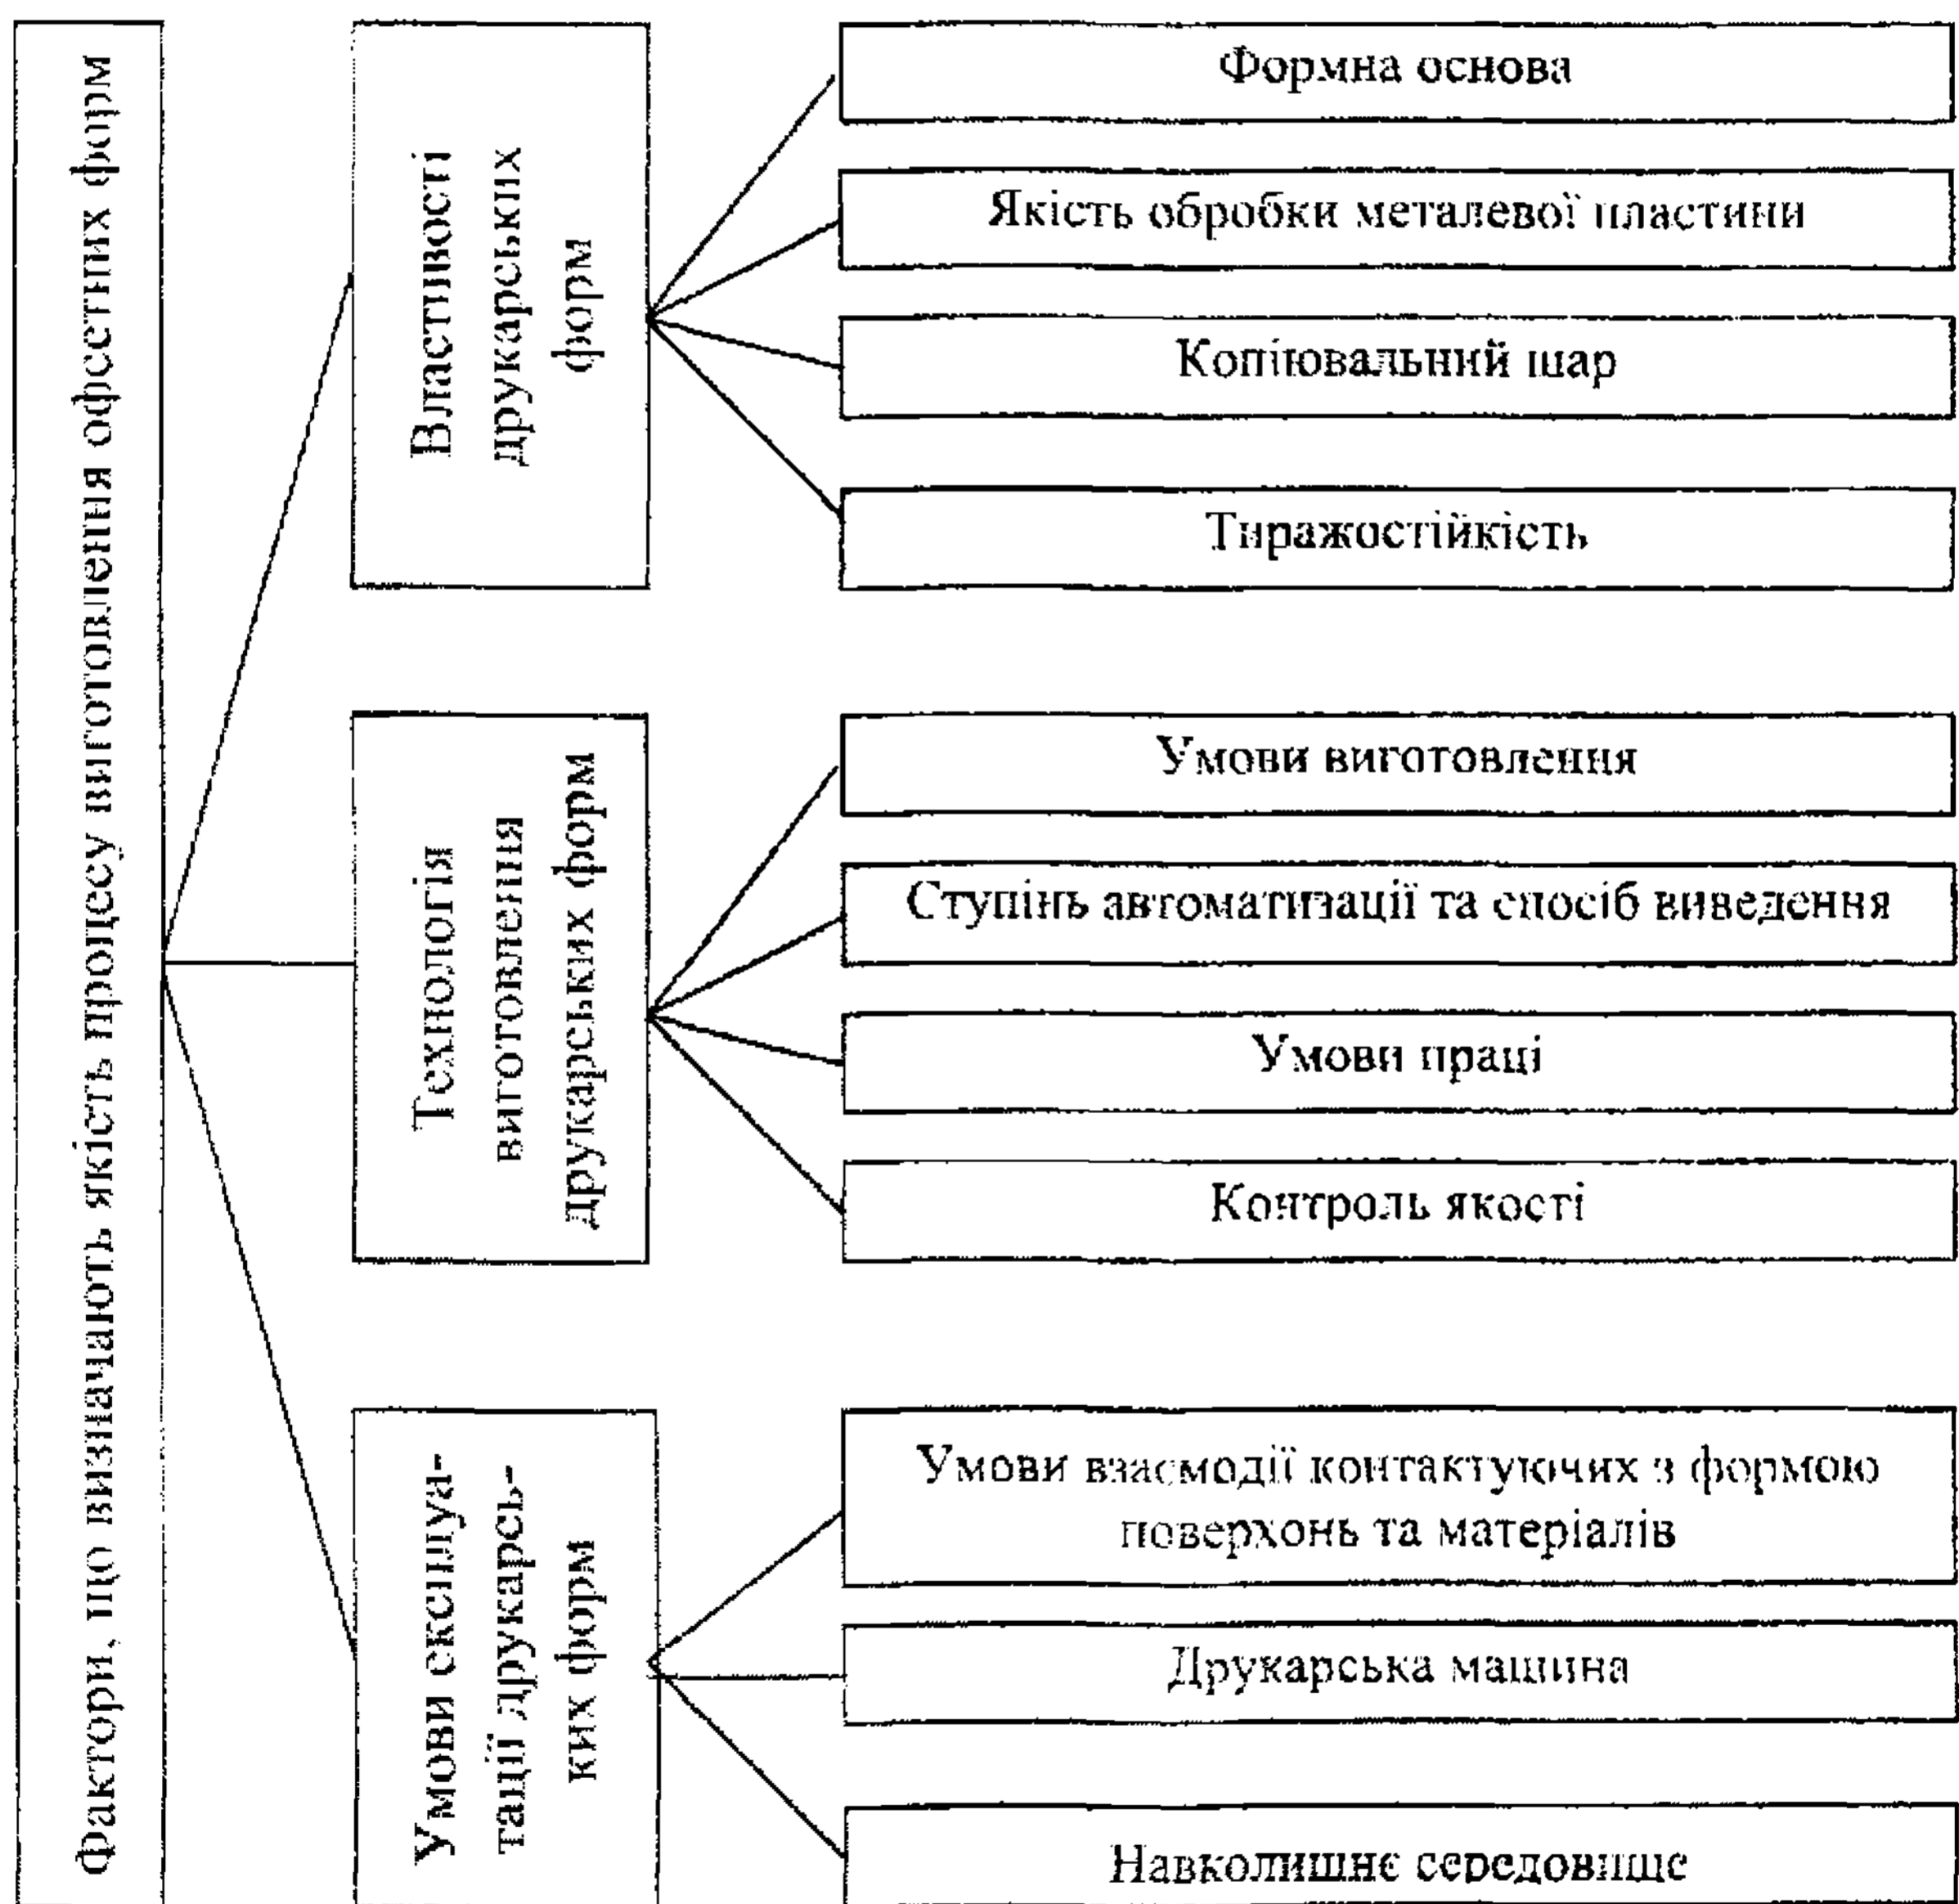 Фактори, що визначають якість процесу виготовлення офсетних форм
Властивості
друкарських
форм
Формна основа
Якість обробки металевої пластини
Копіювальний шар
Тиражостійкість
Технологія
виготовлення
друкарських форм
Умови виготовлення
Ступінь автоматизації та спосіб виведення
Умови праці
Контроль якості
Умови експлуа-
тації друкарсь-
ких форм
Умови взаємодії контактуючих з формою
поверхонь та матеріалів
Друкарська машина
Навколишнє середовище